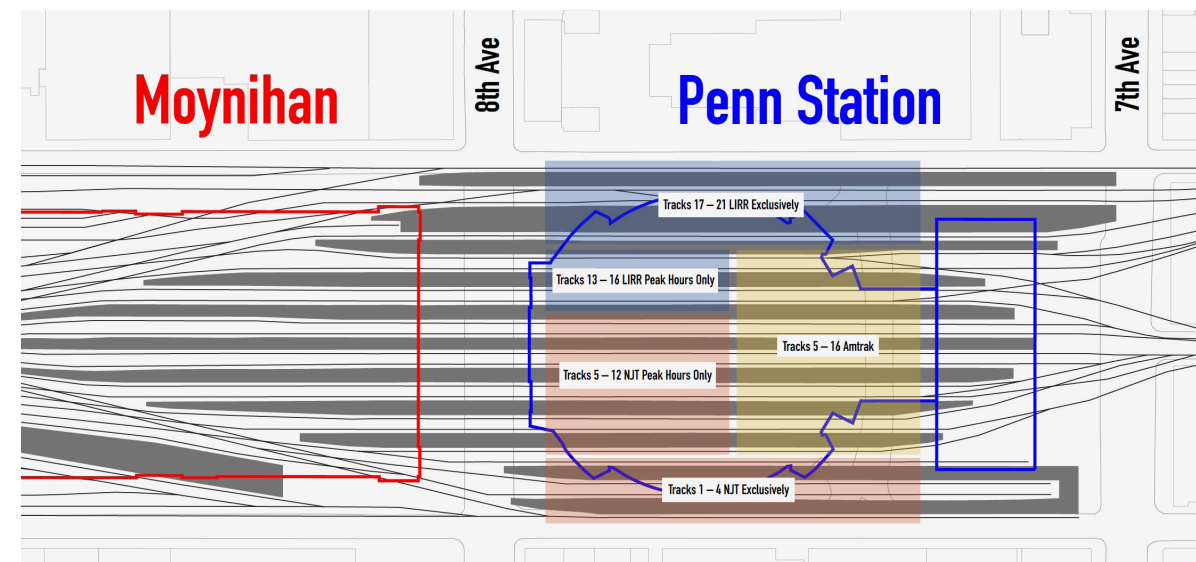 Moynihan
8th Ave
Penn Station
7th Ave
Tracks 17 – 21 LIRR Exclusively
Tracks 13 – 16 LIRR Peak Hours Only
Tracks 5 – 16 Amtrak
Tracks 5 – 12 NJT Peak Hours Only
Tracks 1 – 4 NJT Exclusively